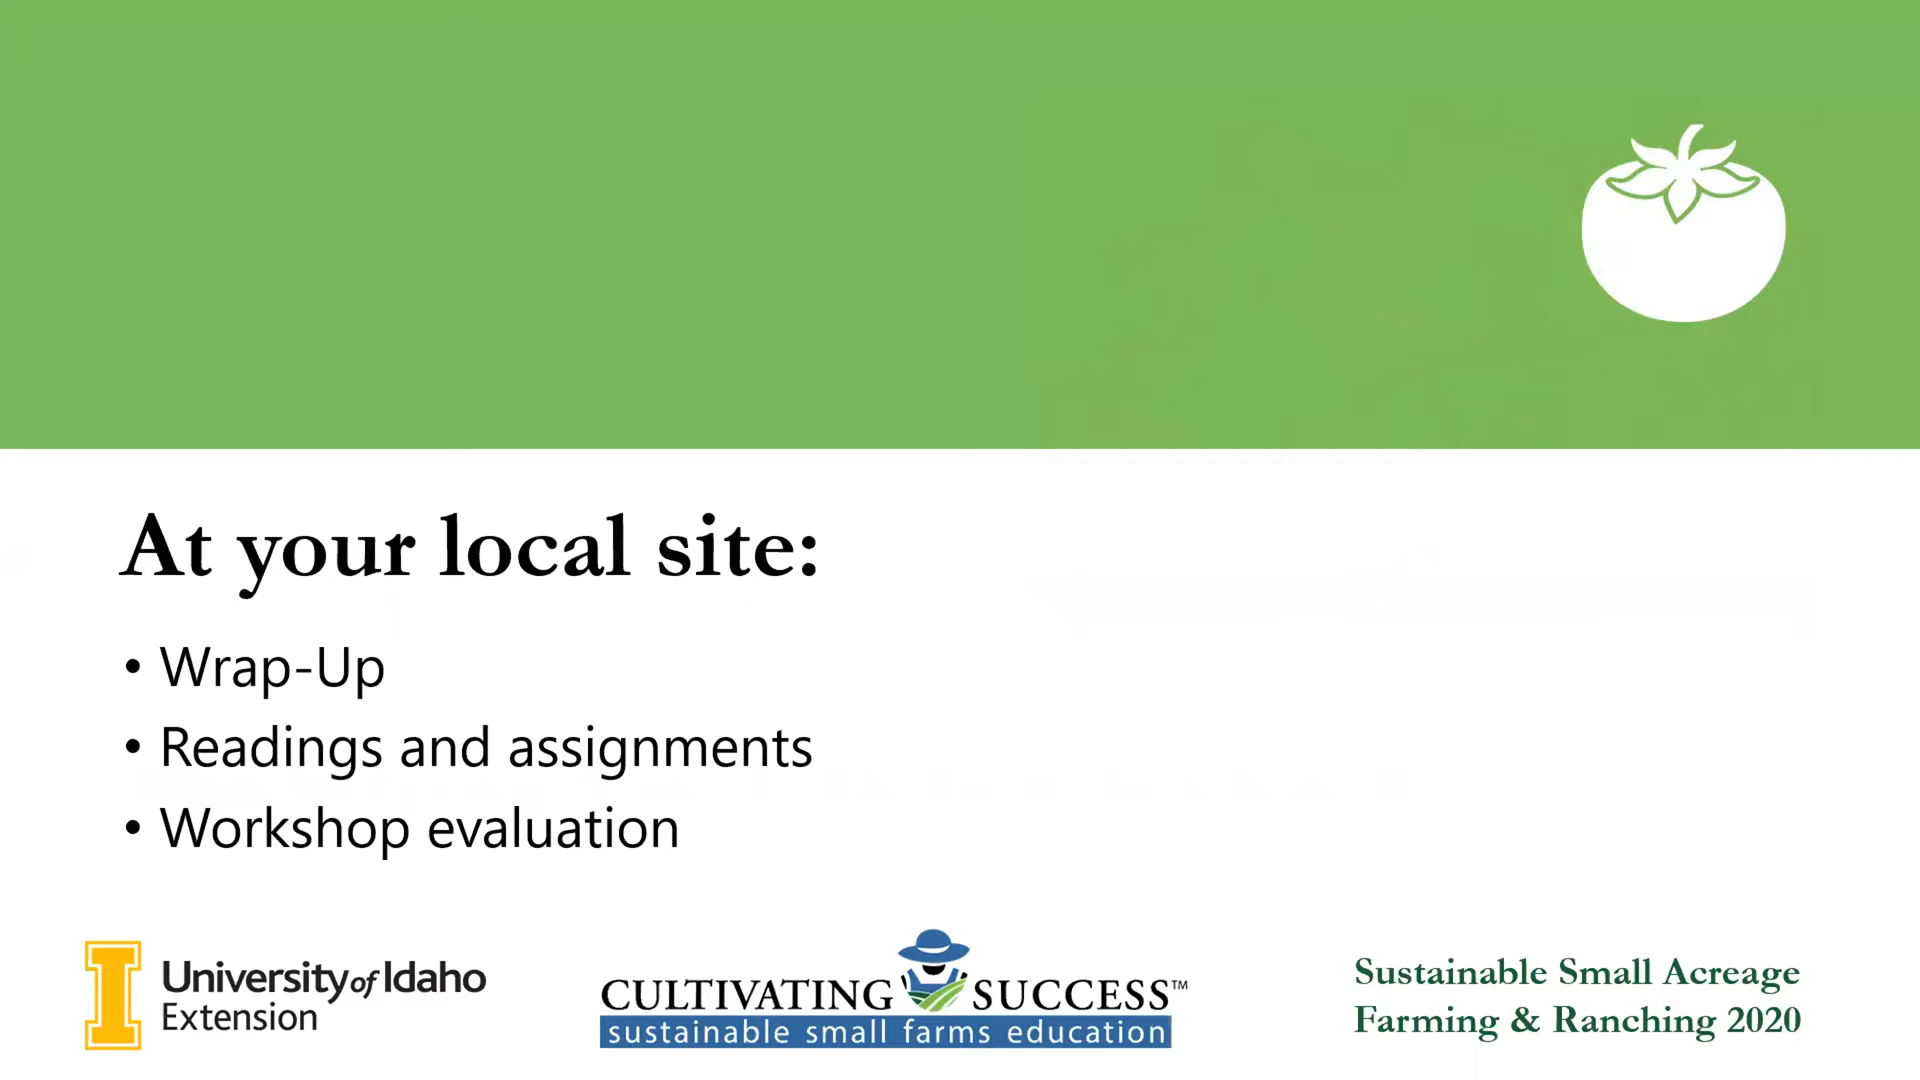 At your local site:
• Wrap-Up
• Readings and assignments
• Workshop evaluation
University of Idaho
Extension
CULTIVATING SUCCESS™
sustainable small farms education
Sustainable Small Acreage
Farming & Ranching 2020